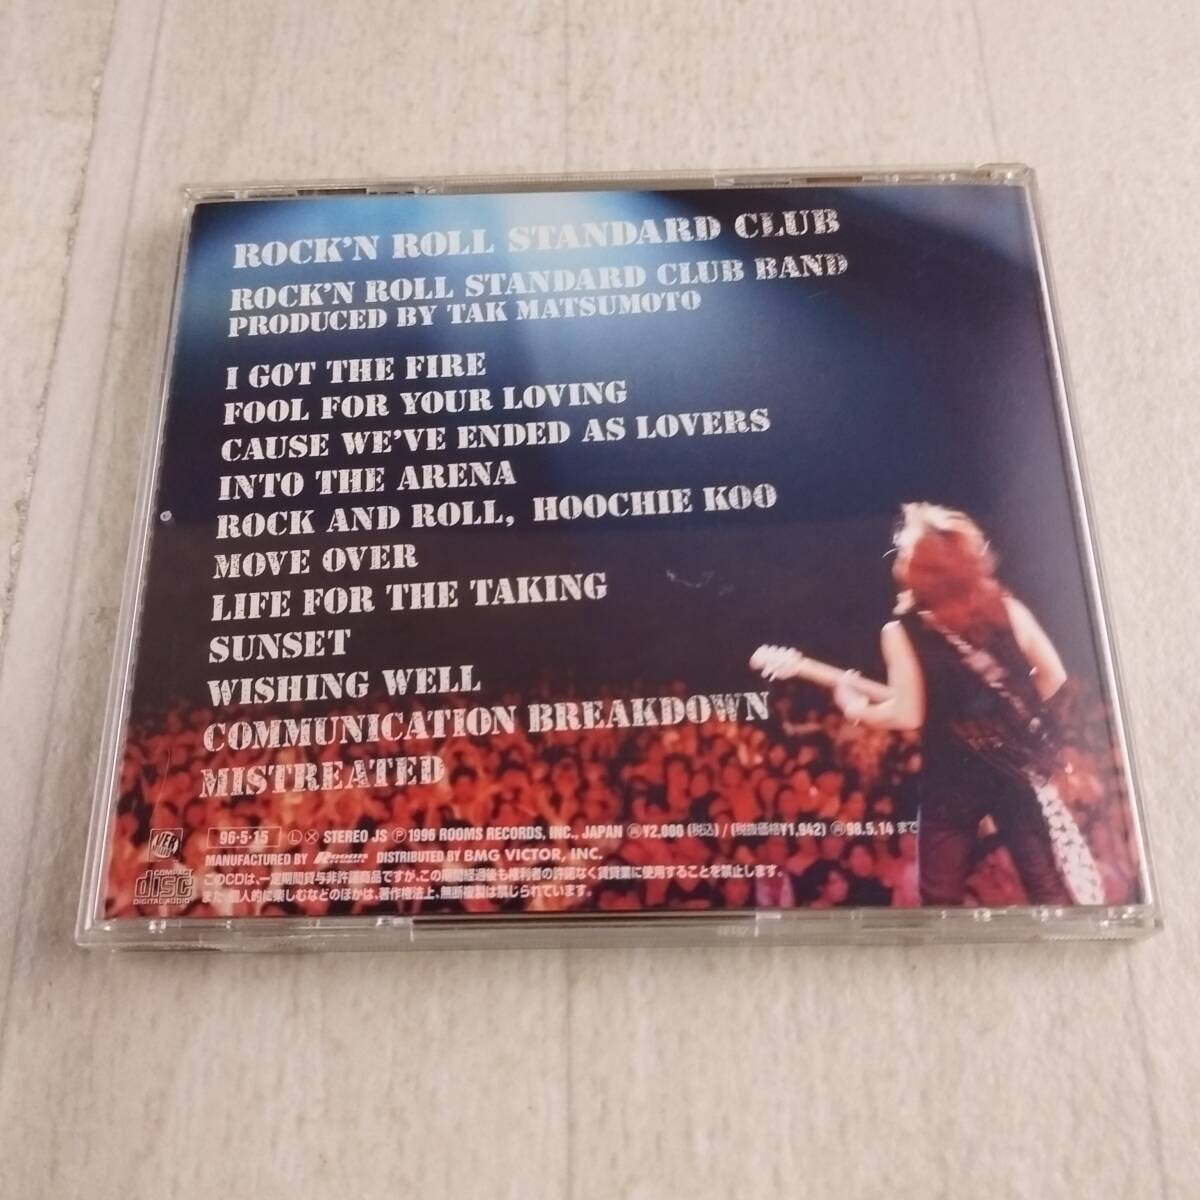 ROCK'N ROLL STANDARD CLUB
ROCK'N ROLL STANDARD CLUB BAND
PRODUCED BY TAK MATSUMOTO
I GOT THE FIRE
FOOL FOR YOUR LOVING
CAUSE WE'VE ENDED AS LOVERS
INTO THE ARENA
ROCK AND ROLL, HOOCHIE KOO
MOVE OVER
LIFE FOR THE TAKING
SUNSET
WISHING WELL
COMMUNICATION BREAKDOWN
MISTREATED
96・5・15 Ⓛ Ⓧ STEREO JS Ⓟ1996 ROOMS RECORDS, INC., JAPAN ㊢¥2,000 (税込) / (税抜価格¥1,942) ㊢98.5.14 まで
MANUFACTURED BY Rooms RECORDS DISTRIBUTED BY BMG VICTOR, INC.
COMPACT disc DIGITAL AUDIO
このCDは、一定期間貸与非許諾商品ですが、この期間経過後も権利者の許諾なく賃貸業に使用することを禁止します。
また、個人的に楽しむなどのほかは、著作権法上、無断複製は禁じられています。